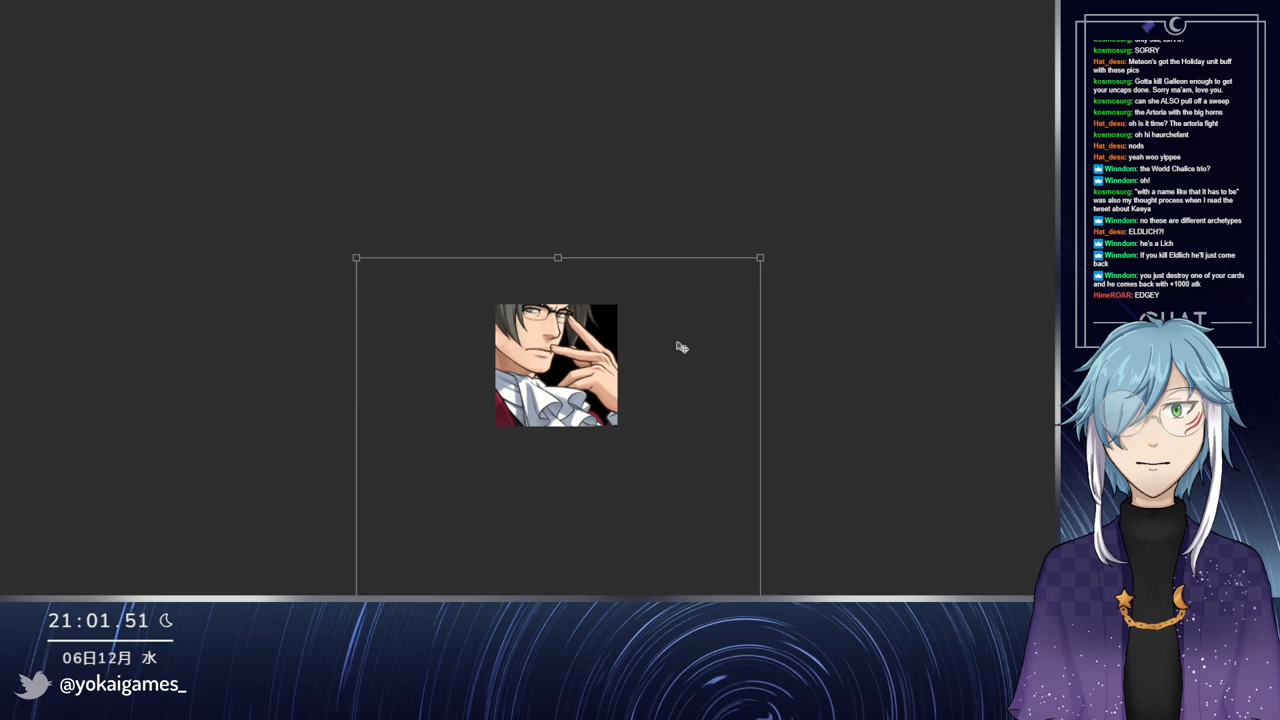 kosmosurg: SORRY
Hat_desu: Meteon's got the Holiday unit buff
with these pics
kosmosurg: Gotta kill Galleon enough to get
your uncaps done. Sorry ma'am, love you.
kosmosurg: can she ALSO pull off a sweep
kosmosurg: the Artoria with the big horns
Hat_desu: oh is it time? The artoria fight
kosmosurg: oh hi haurchefant
Hat_desu: nods
Hat_desu: yeah woo yippee
Winndom: the World Chalice trio?
Winndom: oh!
kosmosurg: "with a name like that it has to be"
was also my thought process when I read the
tweet about Kaeya
Winndom: no these are different archetypes
Hat_desu: ELDLICH?!
Winndom: he's a Lich
Winndom: If you kill Eldlich he'll just come
back
Winndom: you just destroy one of your cards
and he comes back with +1000 atk
HimeROAR: EDGEY
CHAT
21:01.51
06日12月 水
@yokaigames_